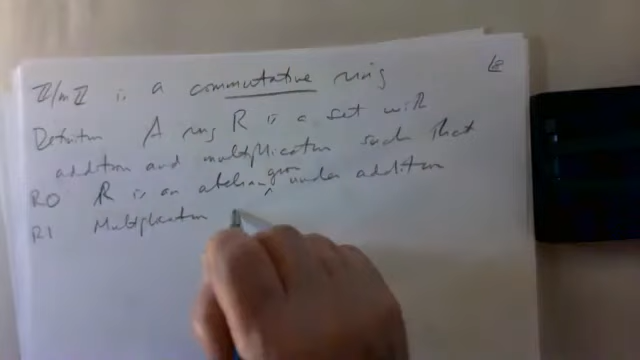 ℤ/mℤ is a commutative ring
Definition A ring R is a set with
addition and multiplication such that
R0 R is an abelian group under addition
R1 Multiplication